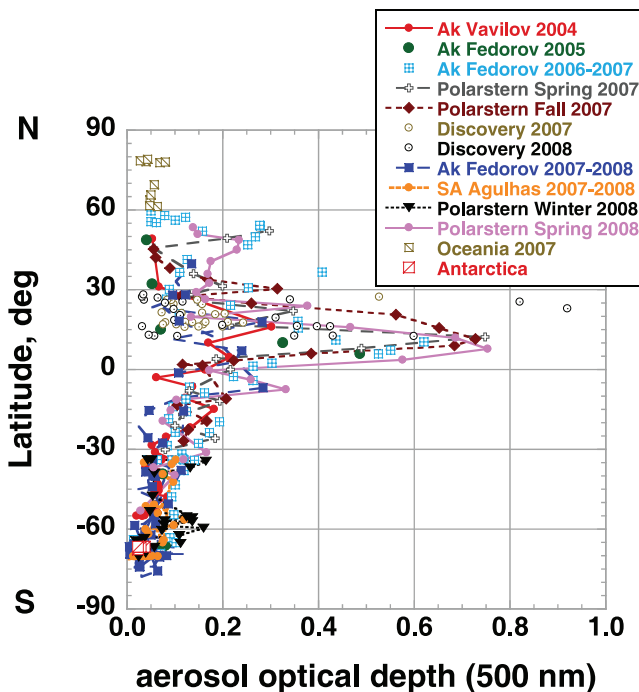 Ak Vavilov 2004
Ak Fedorov 2005
Ak Fedorov 2006-2007
Polarstern Spring 2007
Polarstern Fall 2007
Discovery 2007
Discovery 2008
Ak Fedorov 2007-2008
SA Agulhas 2007-2008
Polarstern Winter 2008
Polarstern Spring 2008
Oceania 2007
Antarctica
N
90
60
30
0
-30
-60
-90
S
Latitude, deg
0.0 0.2 0.4 0.6 0.8 1.0
aerosol optical depth (500 nm)